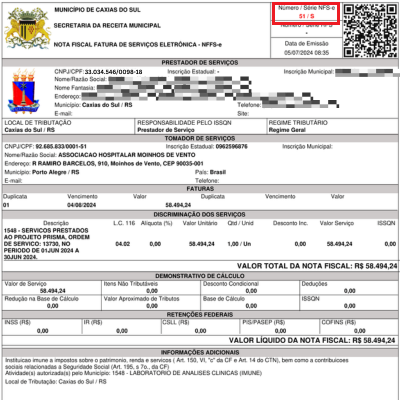 MUNICÍPIO DE CAXIAS DO SUL
SECRETARIA DA RECEITA MUNICIPAL
NOTA FISCAL FATURA DE SERVIÇOS ELETRÔNICA - NFFS-e
Número / Série NFS-e
51 / S
Número / Série RPS
-
Data de Emissão
05/07/2024 08:35
PRESTADOR DE SERVIÇOS
CNPJ/CPF: 33.034.546/0098-18 Inscrição Estadual: - Inscrição Municipal:
Nome/Razão Social:
Nome Fantasia:
Endereço:
Município: Caxias do Sul / RS Telefone:
E-mail: Site:
LOCAL DE TRIBUTAÇÃO RESPONSABILIDADE PELO ISSQN REGIME TRIBUTÁRIO
Caxias do Sul / RS Prestador de Serviço Regime Geral
TOMADOR DE SERVIÇOS
CNPJ/CPF: 92.685.833/0001-51 Inscrição Estadual: 0962596876
Nome/Razão Social: ASSOCIACAO HOSPITALAR MOINHOS DE VENTO
Endereço: R RAMIRO BARCELOS, 910, Moinhos de Vento, CEP 90035-001
Município: Porto Alegre / RS País: Brasil
E-mail: Telefone:
FATURAS
Duplicata Vencimento Valor Duplicata Vencimento Valor
01 04/08/2024 58.494,24
DISCRIMINAÇÃO DOS SERVIÇOS
Descrição L.C. 116 Alíquota (%) Valor Unitário Qtd / Unid Desconto Inc. Valor Serviço ISSQN
1548 - SERVIÇOS PRESTADOS
AO PROJETO PRISMA, ORDEM
DE SERVICO: 13730, NO
PERIODO DE 01JUN 2024 A
30JUN 2024.
04.02 0,00 58.494,24 1,00 / Un 0,00 58.494,24 0,00
VALOR TOTAL DA NOTA FISCAL: R$ 58.494,24
DEMONSTRATIVO DE CÁLCULO
Valor do Serviço Itens Não Tributáveis Desconto Condicional Deduções
58.494,24 0,00 0,00 0,00
Redução na Base de Cálculo Valor Aproximado de Tributos Base de Cálculo ISSQN
0,00 0,00 0,00 0,00
RETENÇÕES FEDERAIS
INSS (R$) IR (R$) CSLL (R$) PIS/PASEP (R$) COFINS (R$)
0,00 0,00 0,00 0,00 0,00
VALOR LÍQUIDO DA NOTA FISCAL: R$ 58.494,24
INFORMAÇÕES ADICIONAIS
Instituicao imune a impostos sobre o patrimonio, renda e servicos ( Art. 150, VI, "c" da CF e Art. 14 do CTN), bem como a contribuicoes
sociais relacionadas a Seguridade Social (Art. 195, s 7o., da CF)
Atividade(s) autorizada(s) pelo Município: 1548 - LABORATORIO DE ANALISES CLINICAS (IMUNE)
Local de Tributação: Caxias do Sul / RS